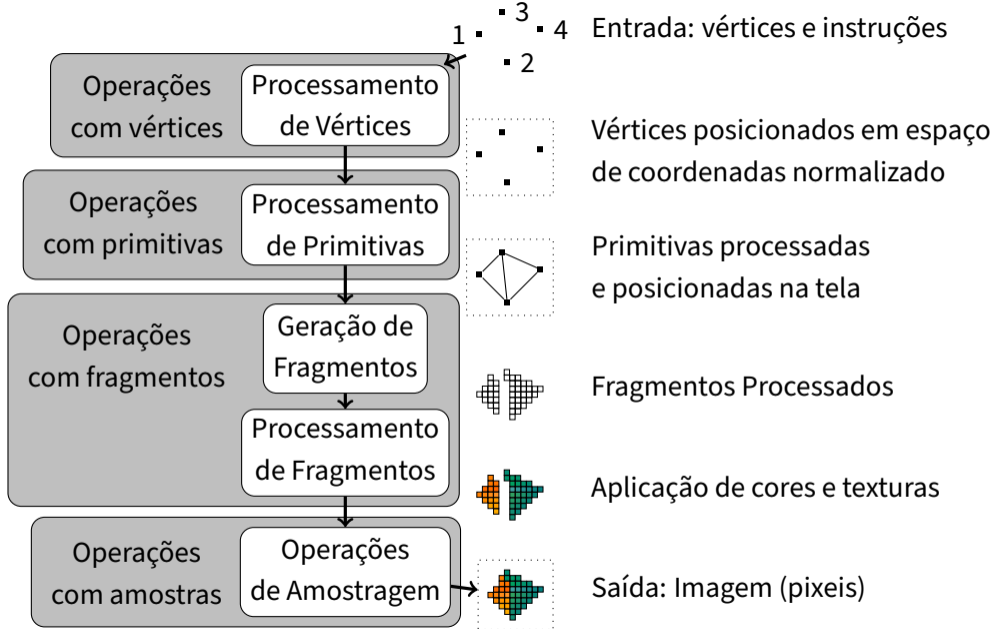 3
1
4
2
Entrada: vértices e instruções
Operações
com vértices
Processamento
de Vértices
Vértices posicionados em espaço
de coordenadas normalizado
Operações
com primitivas
Processamento
de Primitivas
Primitivas processadas
e posicionadas na tela
Operações
com fragmentos
Geração de
Fragmentos
Fragmentos Processados
Processamento
de Fragmentos
Aplicação de cores e texturas
Operações
com amostras
Operações
de Amostragem
Saída: Imagem (pixeis)